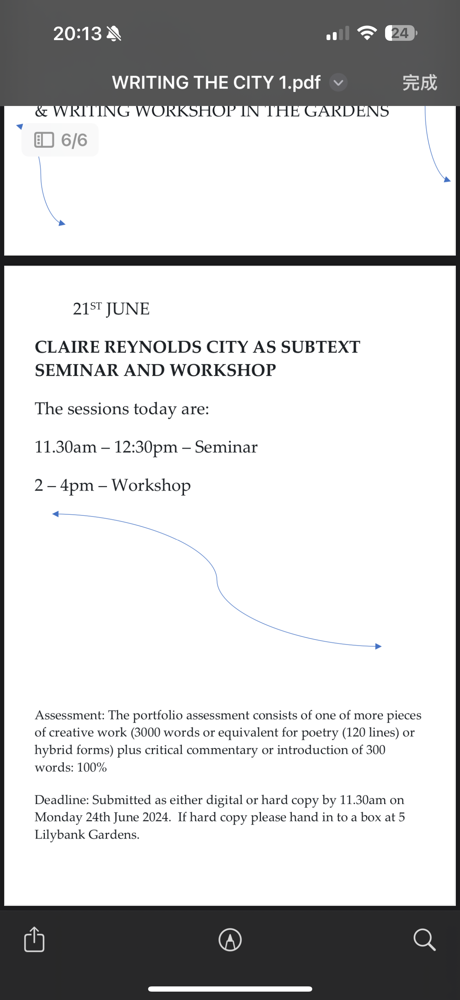 20:13
24
WRITING THE CITY 1.pdf
完成
& WRITING WORKSHOP IN THE GARDENS
6/6
21ST JUNE
CLAIRE REYNOLDS CITY AS SUBTEXT
SEMINAR AND WORKSHOP
The sessions today are:
11.30am – 12:30pm – Seminar
2 – 4pm – Workshop
Assessment: The portfolio assessment consists of one of more pieces
of creative work (3000 words or equivalent for poetry (120 lines) or
hybrid forms) plus critical commentary or introduction of 300
words: 100%
Deadline: Submitted as either digital or hard copy by 11.30am on
Monday 24th June 2024.  If hard copy please hand in to a box at 5
Lilybank Gardens.